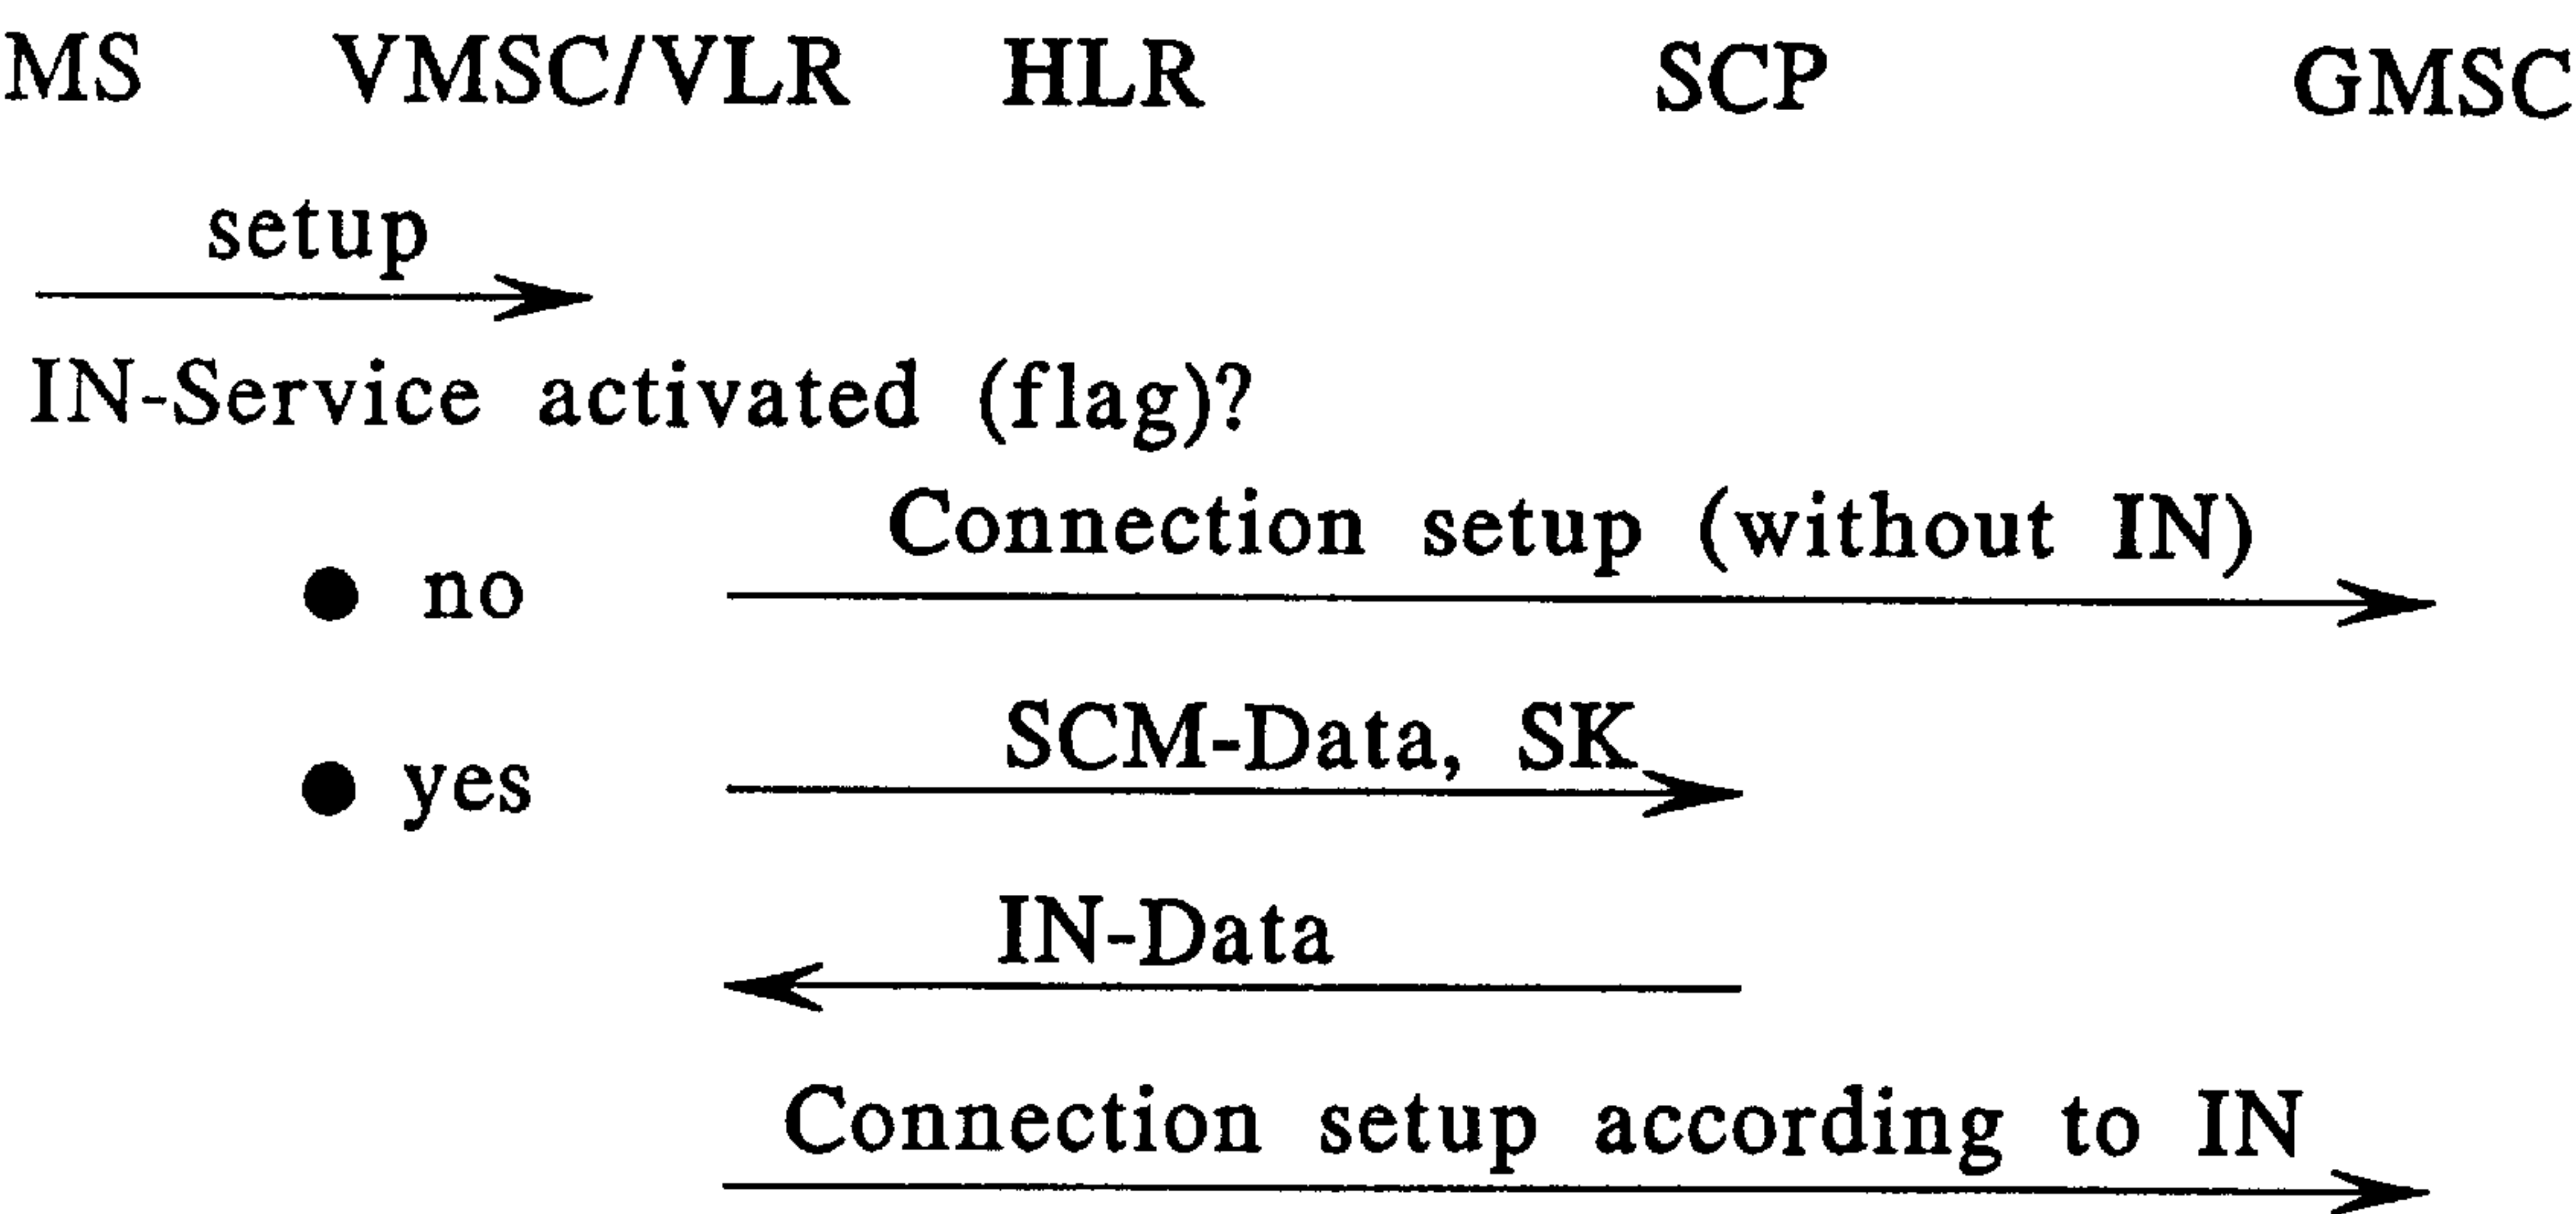 MS VMSC/VLR HLR SCP GMSC
setup
IN-Service activated (flag)?
Connection setup (without IN)
● no
SCM-Data, SK
● yes
IN-Data
Connection setup according to IN